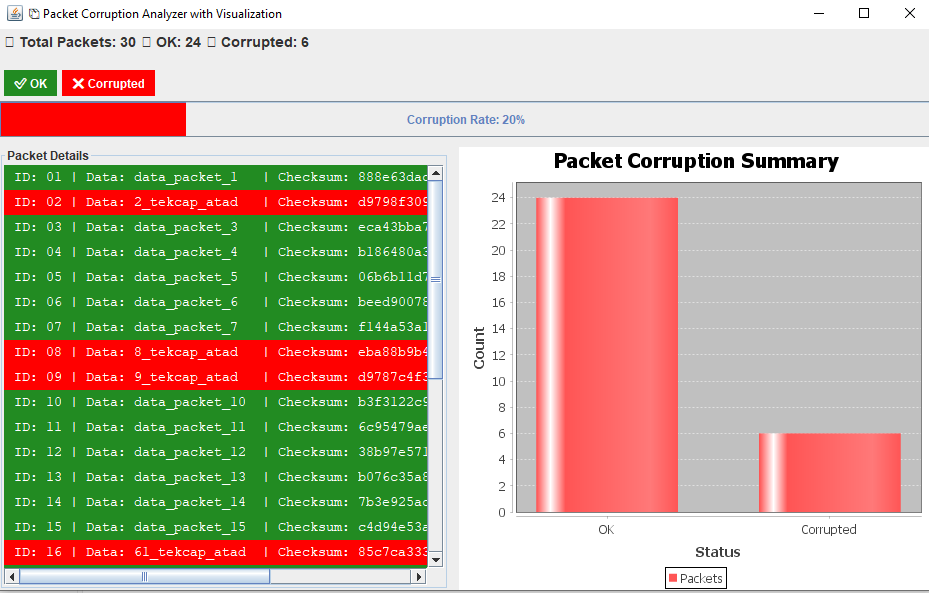 Packet Corruption Analyzer with Visualization
Total Packets: 30 OK: 24 Corrupted: 6
OK Corrupted
Corruption Rate: 20%
Packet Details
ID: 01 | Data: data_packet_1 | Checksum: 888e63dac
ID: 02 | Data: 2_tekcap_atad | Checksum: d9798f309
ID: 03 | Data: data_packet_3 | Checksum: eca43bba7
ID: 04 | Data: data_packet_4 | Checksum: b186480a3
ID: 05 | Data: data_packet_5 | Checksum: 06b6b11d7
ID: 06 | Data: data_packet_6 | Checksum: beed90078
ID: 07 | Data: data_packet_7 | Checksum: f144a53a1
ID: 08 | Data: 8_tekcap_atad | Checksum: eba88b9b4
ID: 09 | Data: 9_tekcap_atad | Checksum: d9787c4f3
ID: 10 | Data: data_packet_10 | Checksum: b3f3122c9
ID: 11 | Data: data_packet_11 | Checksum: 6c95479ae
ID: 12 | Data: data_packet_12 | Checksum: 38b97e571
ID: 13 | Data: data_packet_13 | Checksum: b076c35a8
ID: 14 | Data: data_packet_14 | Checksum: 7b3e925ac
ID: 15 | Data: data_packet_15 | Checksum: c4d94e53a
ID: 16 | Data: 61_tekcap_atad | Checksum: 85c7ca333
Packet Corruption Summary
Count
24
22
20
18
16
14
12
10
8
6
4
2
0
OK Corrupted
Status
Packets